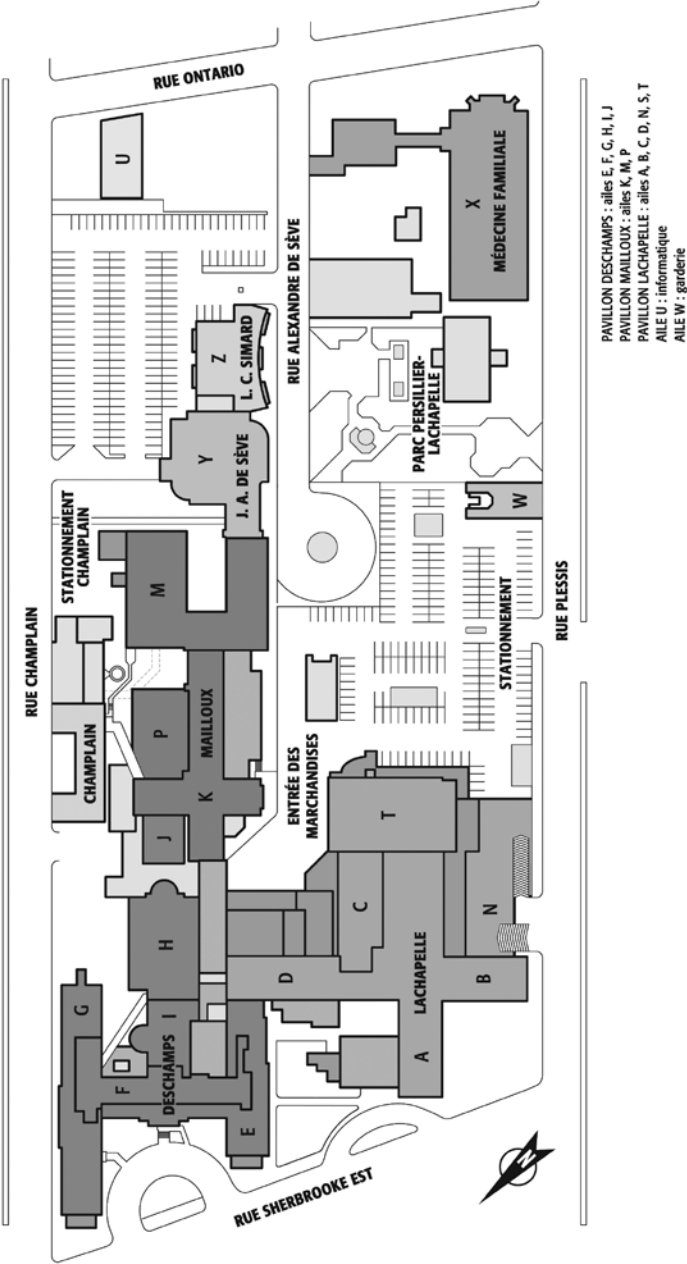 RUE ONTARIO
U
X
MÉDECINE FAMILIALE
RUE ALEXANDRE DE SÈVE
Z
L. C. SIMARD
PARC PERSILLIER-
LACHAPELLE
Y
J. A. DE SÈVE
W
STATIONNEMENT
CHAMPLAIN
M
RUE CHAMPLAIN
STATIONNEMENT
RUE PLESSIS
CHAMPLAIN
P
MAILLOUX
K
J
ENTRÉE DES
MARCHANDISES
T
H
C
N
D
LACHAPELLE
B
G
I
F
DESCHAMPS
E
A
RUE SHERBROOKE EST
N
PAVILLON DESCHAMPS : ailes E, F, G, H, I, J
PAVILLON MAILLOUX : ailes K, M, P
PAVILLON LACHAPELLE : ailes A, B, C, D, N, S, T
AILE U : informatique
AILE W : garderie